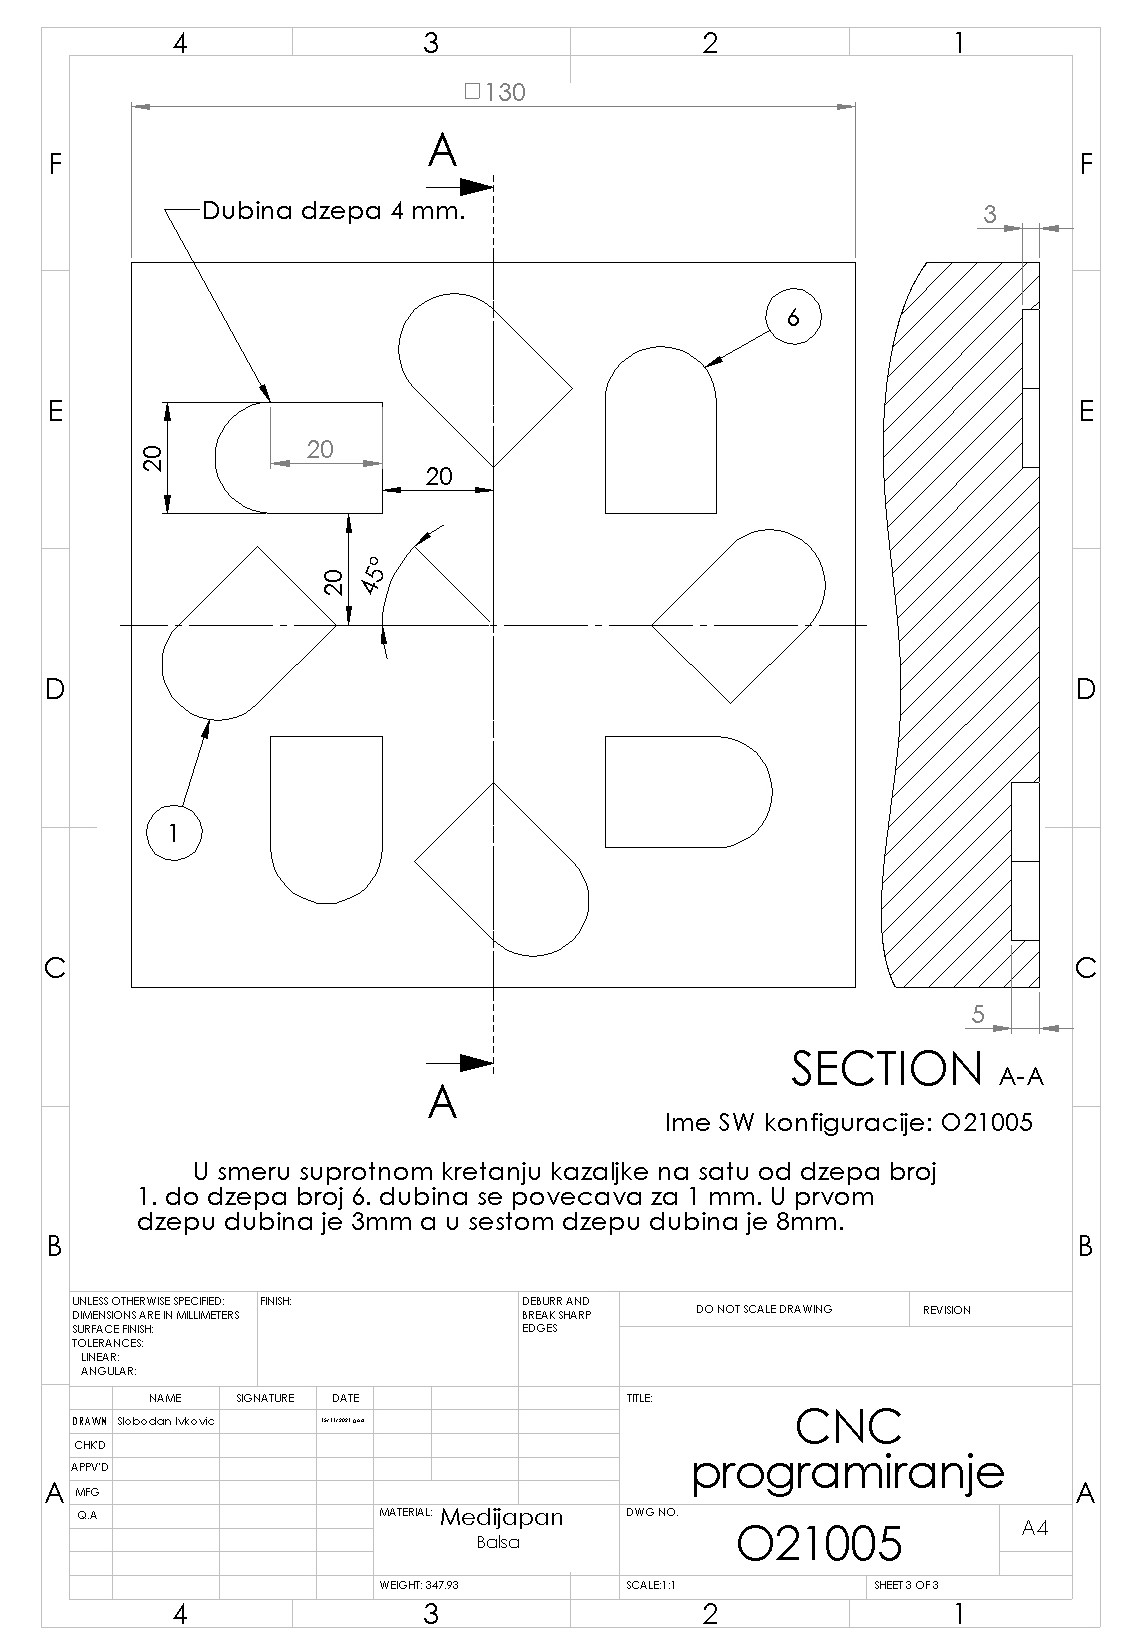 4 3 2 1
□130
A
F F
Dubina dzepa 4 mm.
3
6
E E
20
20
20
20
45°
D D
1
C C
5
A
SECTION A-A
Ime SW konfiguracije: O21005
U smeru suprotnom kretanju kazaljke na satu od dzepa broj
1. do dzepa broj 6. dubina se povecava za 1 mm. U prvom
dzepu dubina je 3mm a u sestom dzepu dubina je 8mm.
B B
UNLESS OTHERWISE SPECIFIED:
DIMENSIONS ARE IN MILLIMETERS
SURFACE FINISH:
TOLERANCES:
LINEAR:
ANGULAR:
FINISH:
DEBURR AND
BREAK SHARP
EDGES
DO NOT SCALE DRAWING
REVISION
NAME SIGNATURE DATE
DRAWN Slobodan Ivkovic
CHK'D
APPV'D
MFG
Q.A
TITLE:
CNC
programiranje
A A
MATERIAL: Medijapan
Balsa
DWG NO.
O21005
A4
WEIGHT: 347.93
SCALE:1:1
SHEET 3 OF 3
4 3 2 1